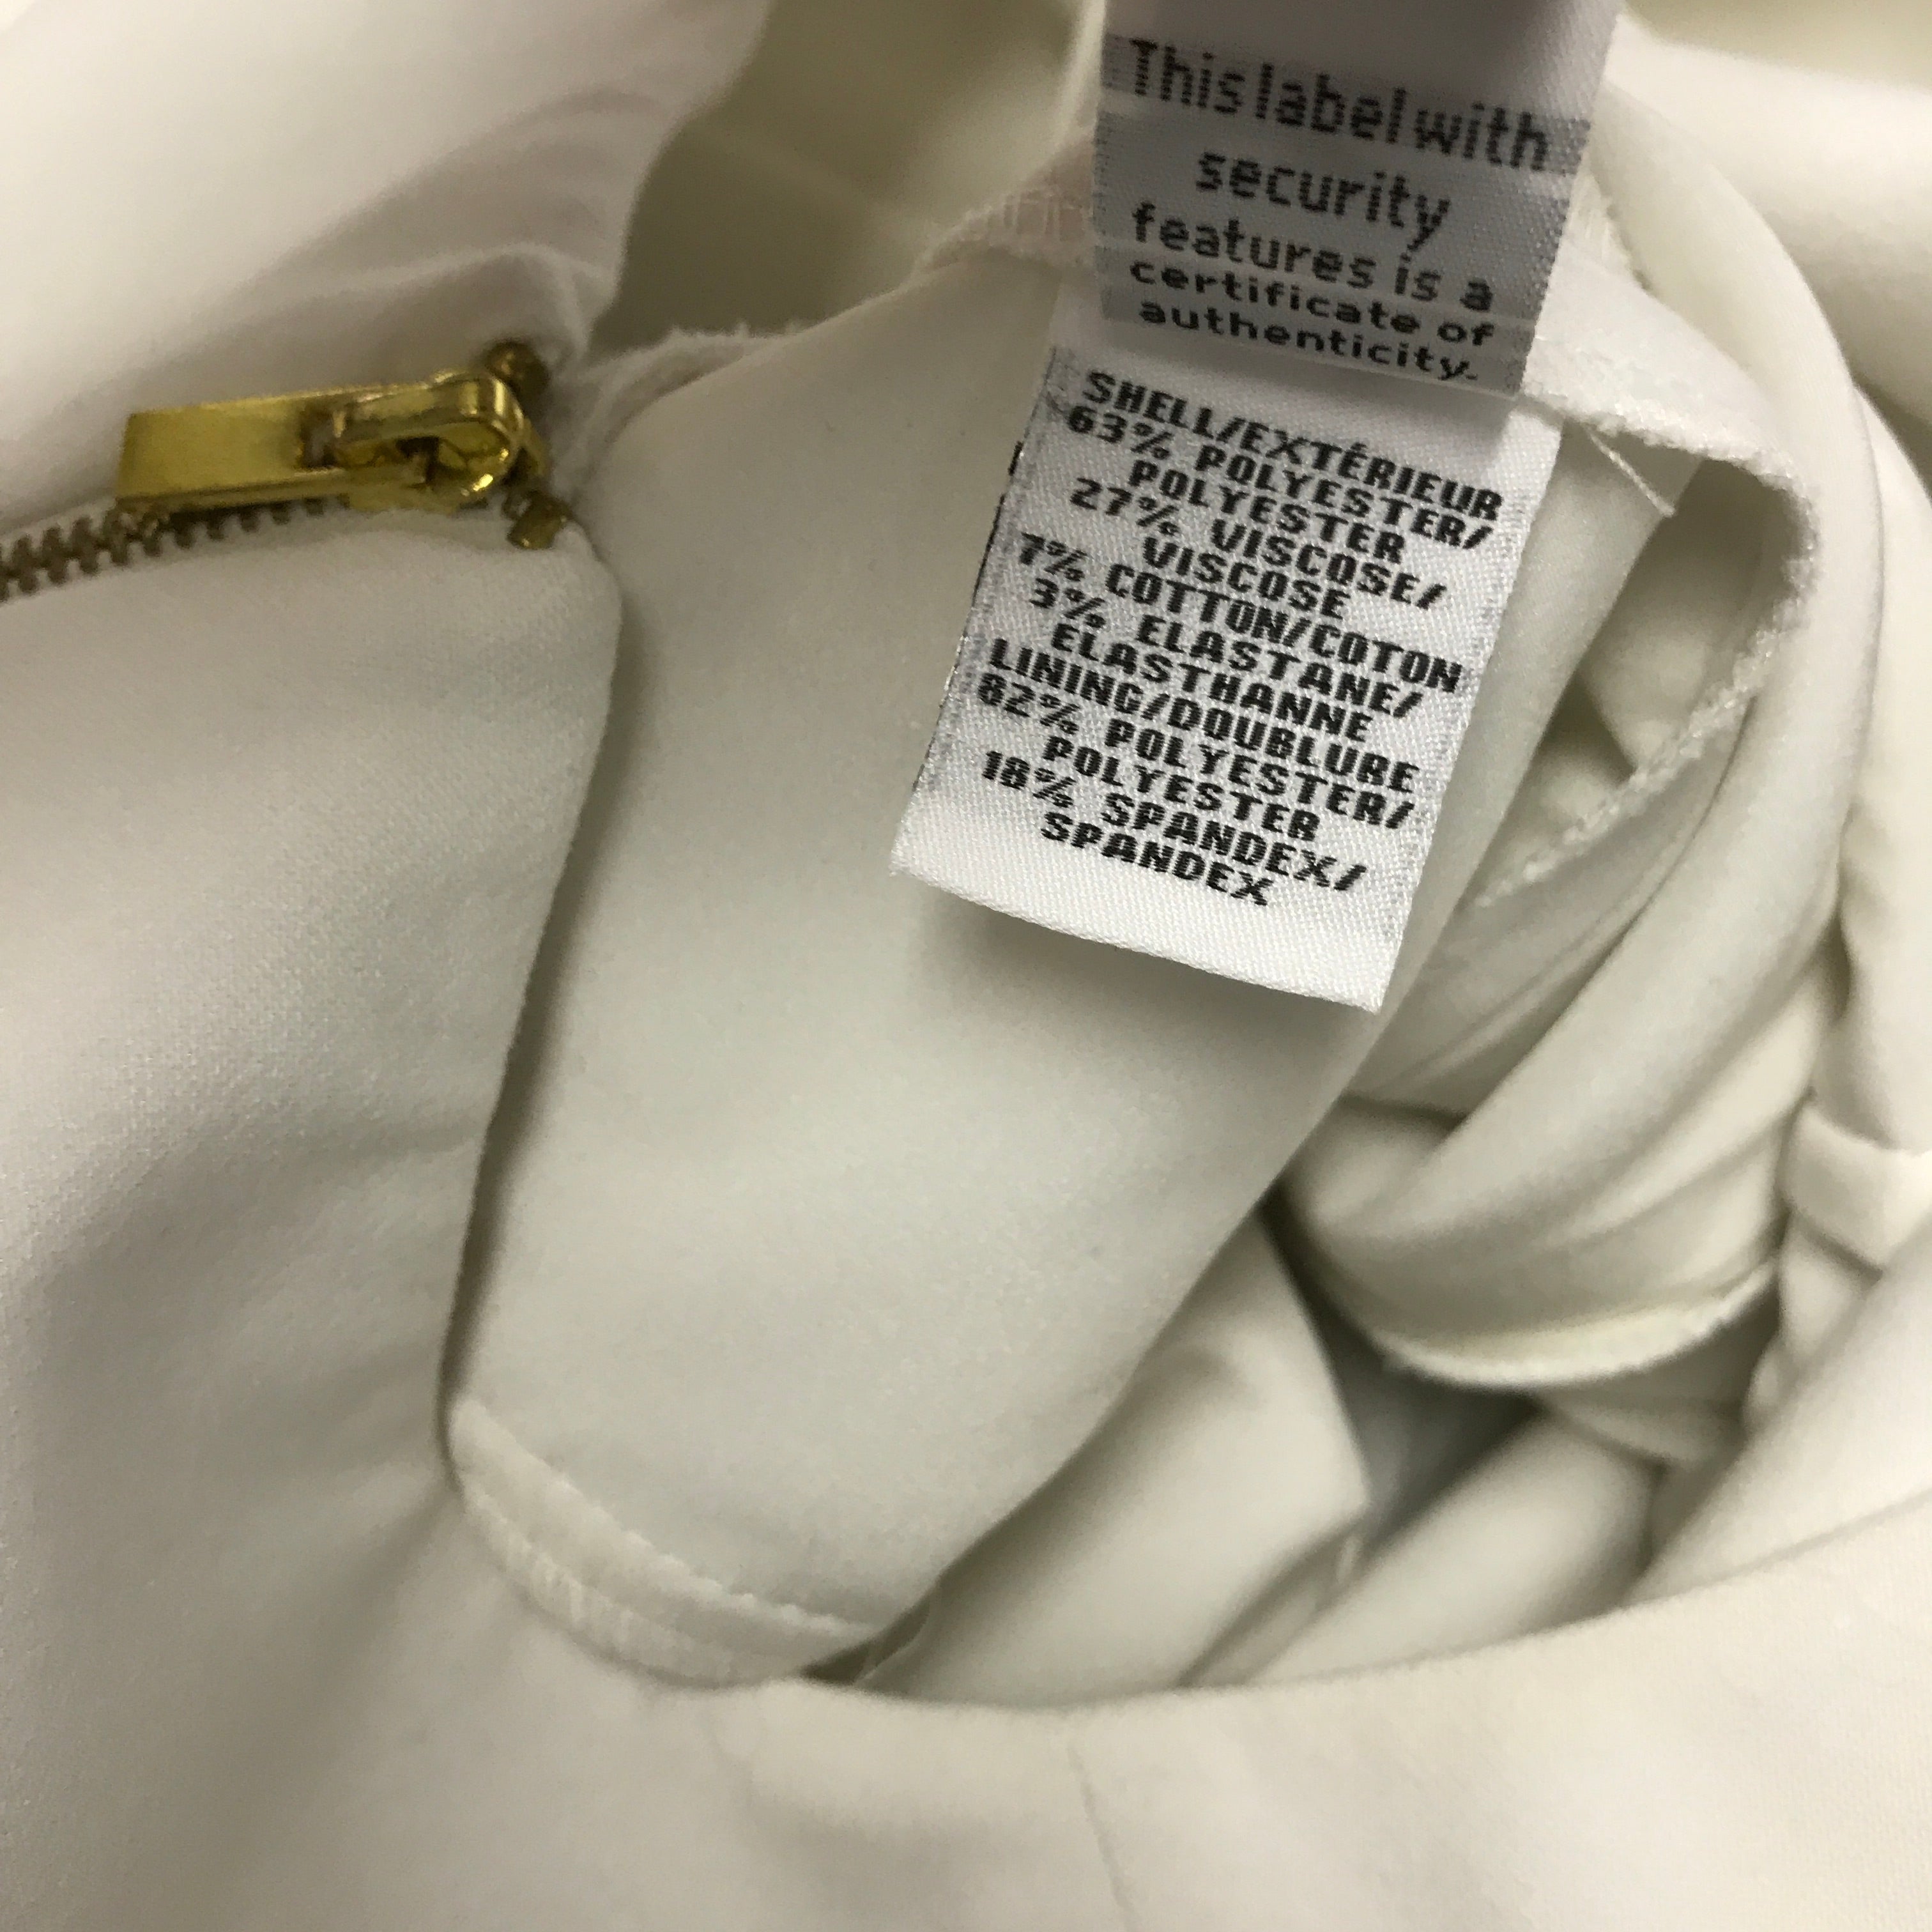 This label with
security
features is a
certificate of
authenticity.
SHELL/EXTÉRIEUR
63% POLYESTER/
POLYESTER
27% VISCOSE/
VISCOSE
7% COTTON/COTON
3% ELASTANE/
ELASTHANNE
LINING/DOUBLURE
82% POLYESTER/
POLYESTER
18% SPANDEX/
SPANDEX